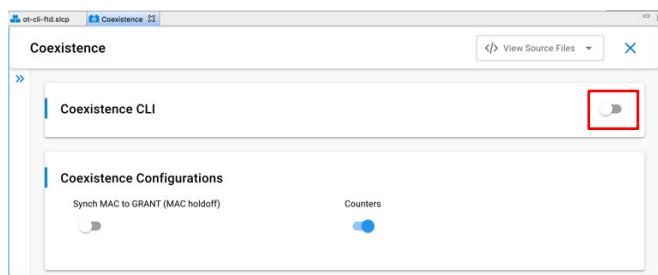 ot-cli-ftd.slcp Coexistence
Coexistence </> View Source Files
Coexistence CLI
Coexistence Configurations
Synch MAC to GRANT (MAC holdoff) Counters